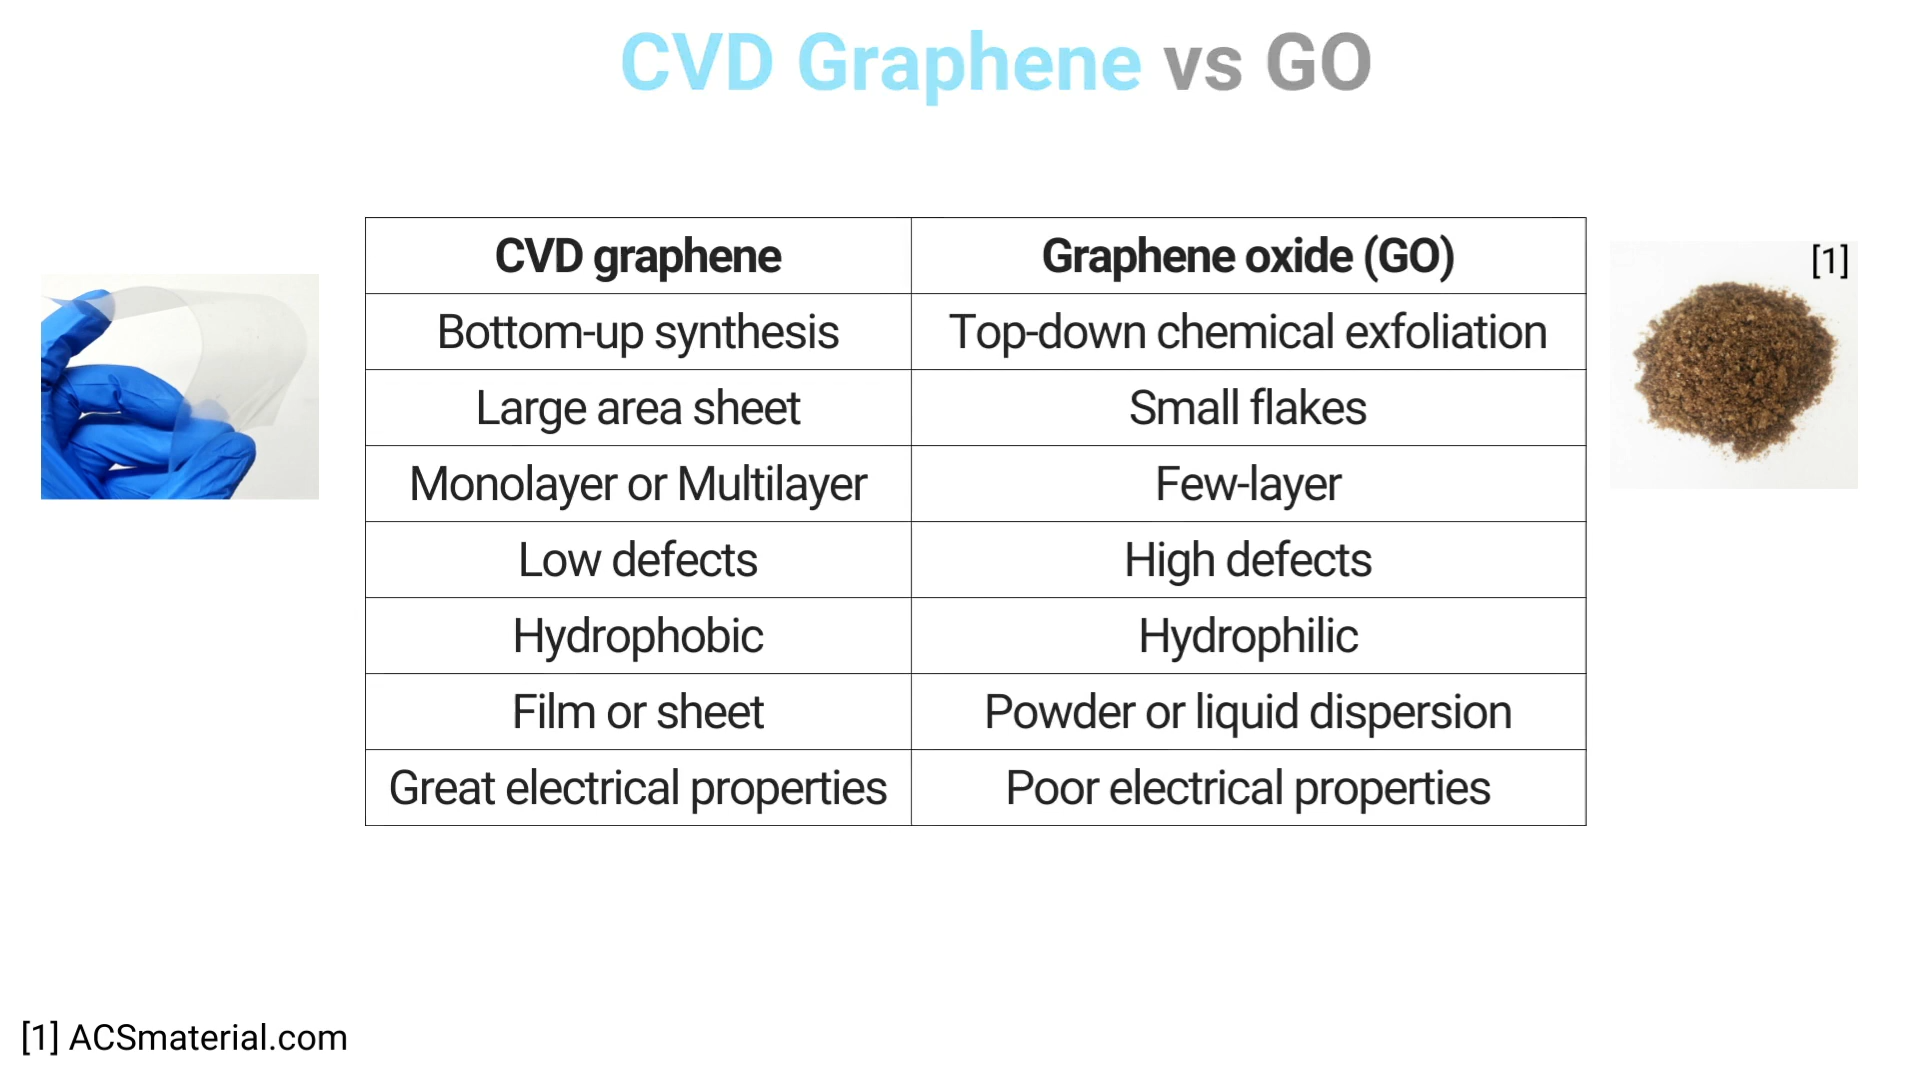 CVD Graphene vs GO
CVD graphene
Graphene oxide (GO)
Bottom-up synthesis
Top-down chemical exfoliation
Large area sheet
Small flakes
Monolayer or Multilayer
Few-layer
Low defects
High defects
Hydrophobic
Hydrophilic
Film or sheet
Powder or liquid dispersion
Great electrical properties
Poor electrical properties
[1]
[1] ACSmaterial.com